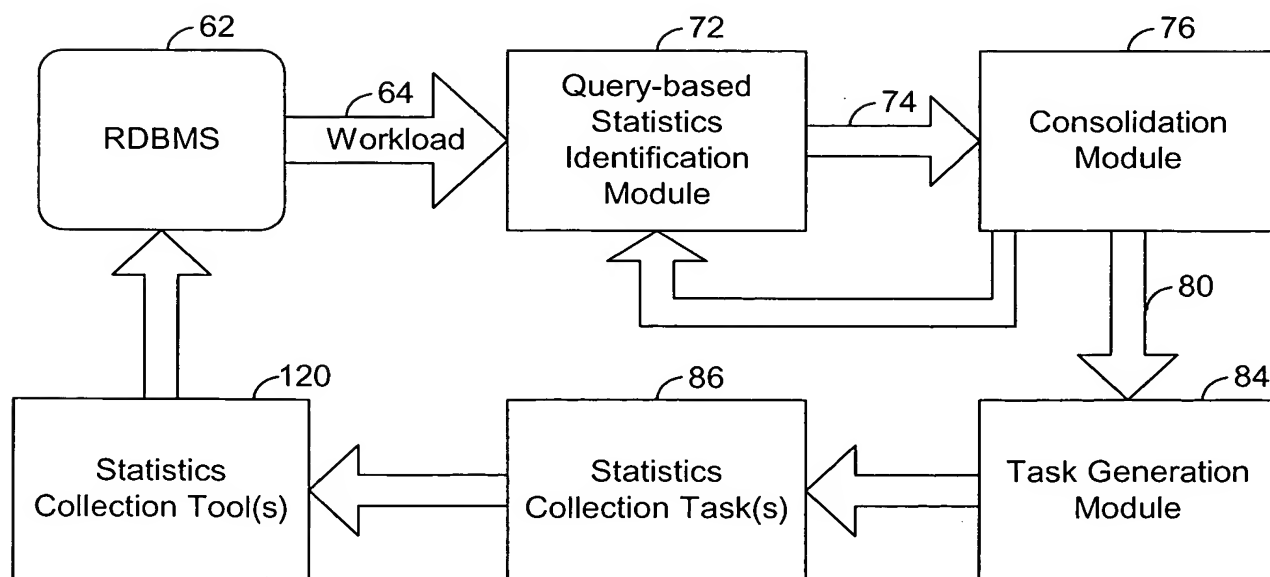 62
RDBMS
64
Workload
72
Query-based
Statistics
Identification
Module
74
76
Consolidation
Module
80
120
Statistics
Collection Tool(s)
86
Statistics
Collection Task(s)
84
Task Generation
Module